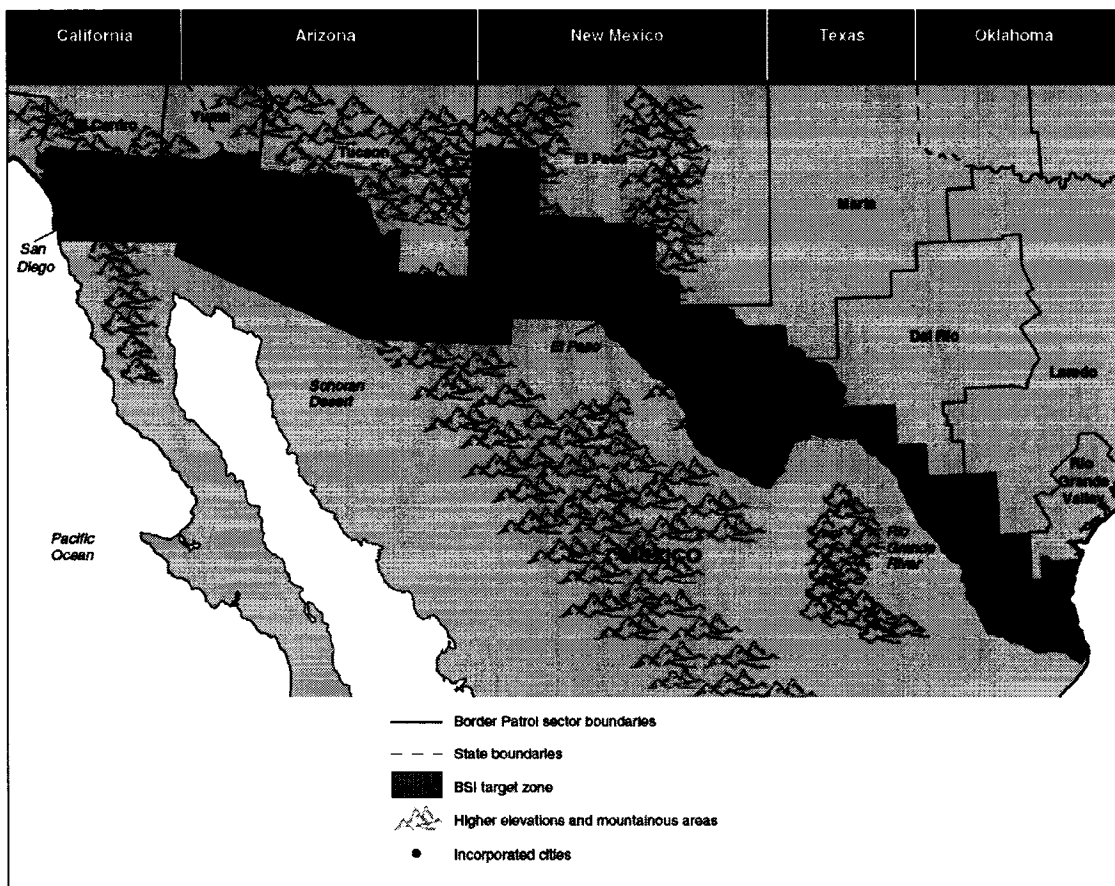 California
Arizona
New Mexico
Texas
Oklahoma
El Centro
Yuma
Tucson
El Paso
Marfa
San
Diego
El Paso
Del Rio
Laredo
Sonoran
Desert
Rio
Grande
Valley
Pacific
Ocean
Mexico
Rio
Grande
River
Border Patrol sector boundaries
State boundaries
BSI target zone
Higher elevations and mountainous areas
Incorporated cities